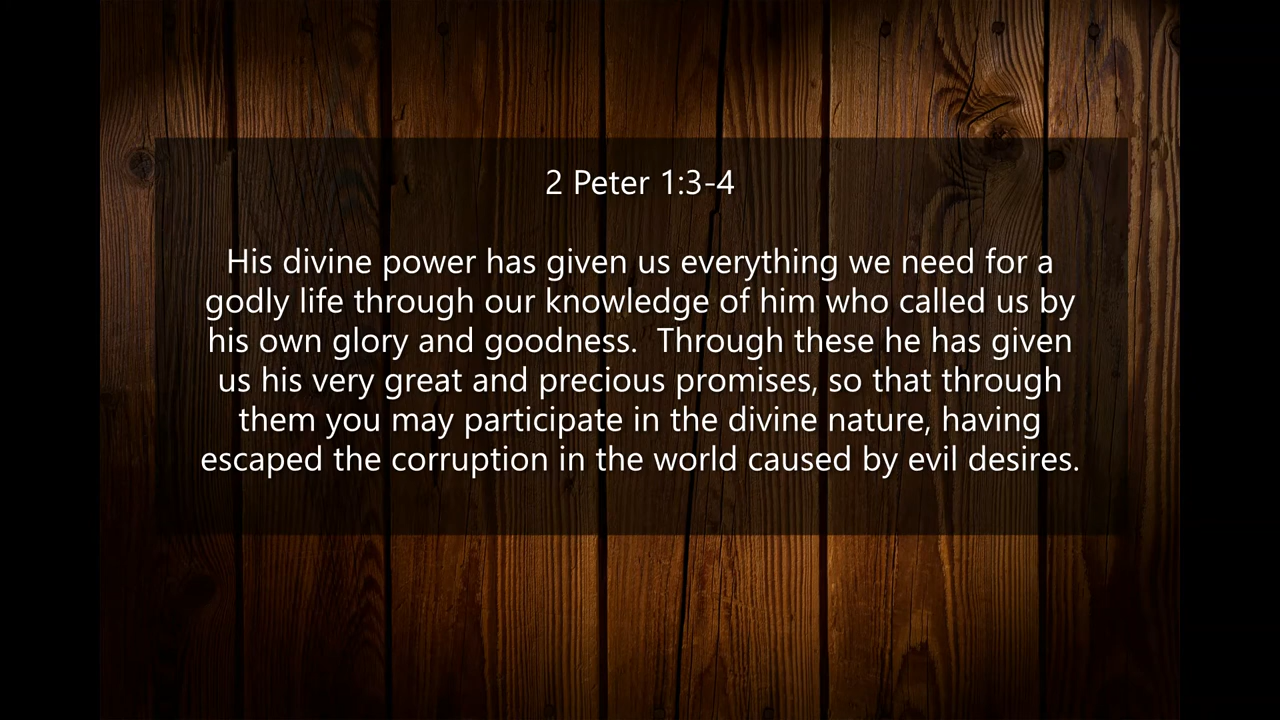 2 Peter 1:3-4
His divine power has given us everything we need for a
godly life through our knowledge of him who called us by
his own glory and goodness.  Through these he has given
us his very great and precious promises, so that through
them you may participate in the divine nature, having
escaped the corruption in the world caused by evil desires.